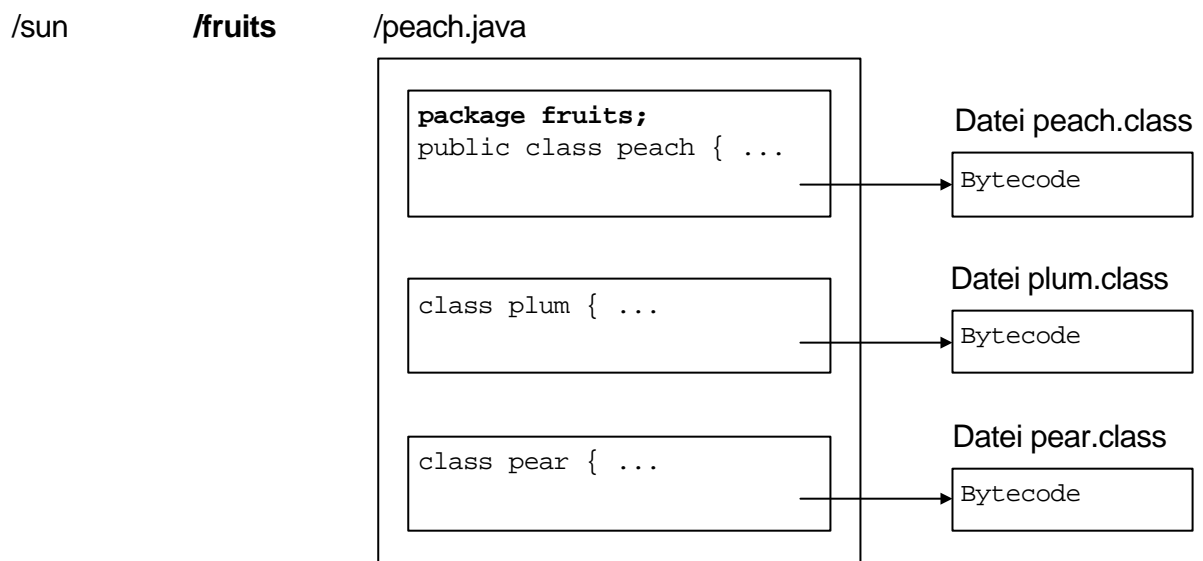 /sun /fruits /peach.java
package fruits;
public class peach { ...
Datei peach.class
Bytecode
class plum { ...
Datei plum.class
Bytecode
class pear { ...
Datei pear.class
Bytecode